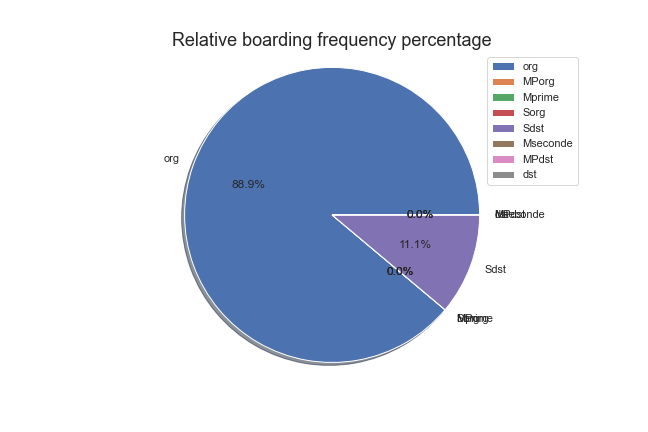 Relative boarding frequency percentage
org
MPorg
Mprime
Sorg
Sdst
Mseconde
MPdst
dst
org
88.9%
0.0%
11.1%
Sdst
0.0%